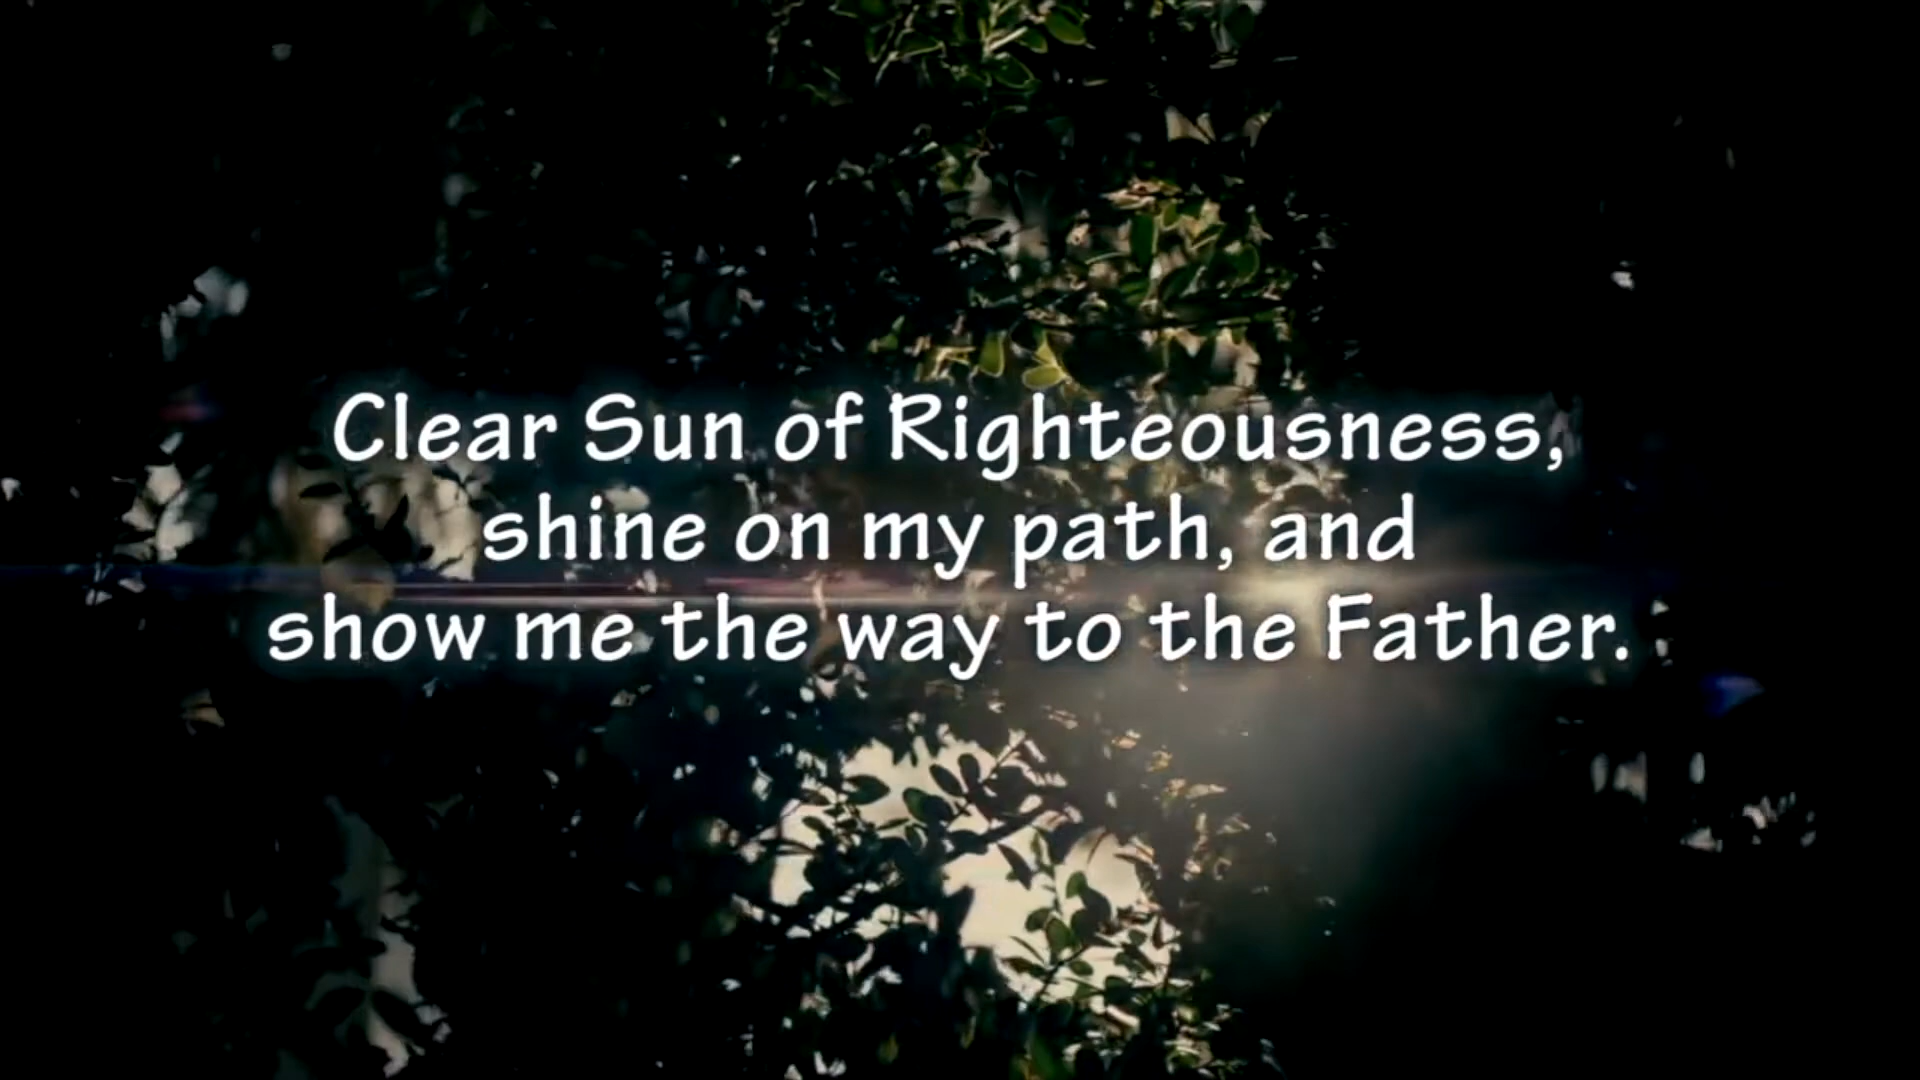 Clear Sun of Righteousness,
shine on my path, and
show me the way to the Father.